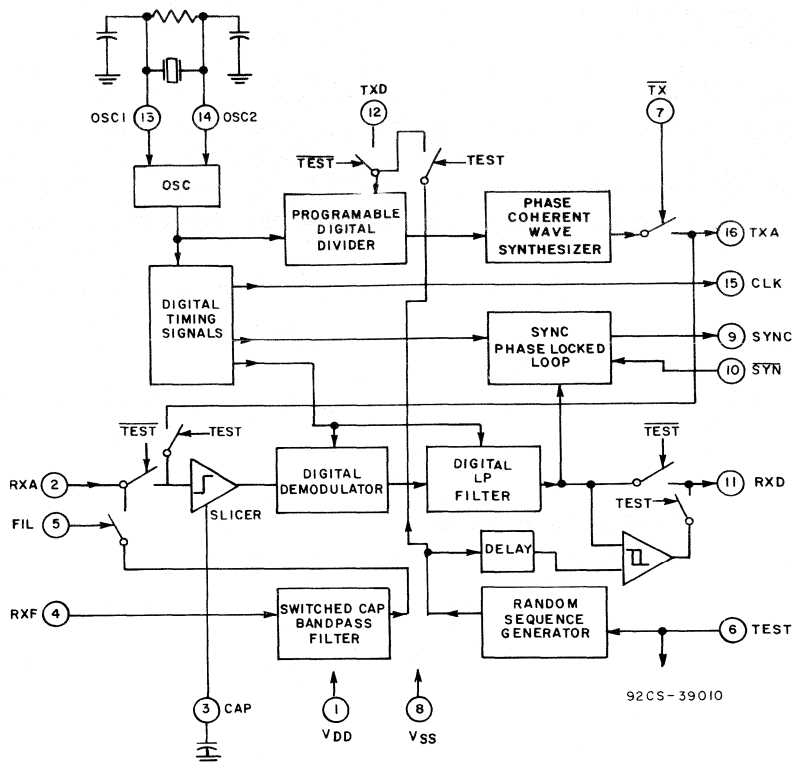 TXD
TX
12
7
OSC1 13
14 OSC2
TEST
TEST
OSC
PROGRAMABLE
DIGITAL
DIVIDER
PHASE
COHERENT
WAVE
SYNTHESIZER
16 TXA
15 CLK
DIGITAL
TIMING
SIGNALS
SYNC
PHASE LOCKED
LOOP
9 SYNC
10 SYN
TEST
TEST
TEST
RXA 2
DIGITAL
DEMODULATOR
DIGITAL
LP
FILTER
11 RXD
TEST
FIL 5
SLICER
DELAY
RXF 4
SWITCHED CAP
BANDPASS
FILTER
RANDOM
SEQUENCE
GENERATOR
6 TEST
92CS-39010
3 CAP
1
8
VDD
VSS